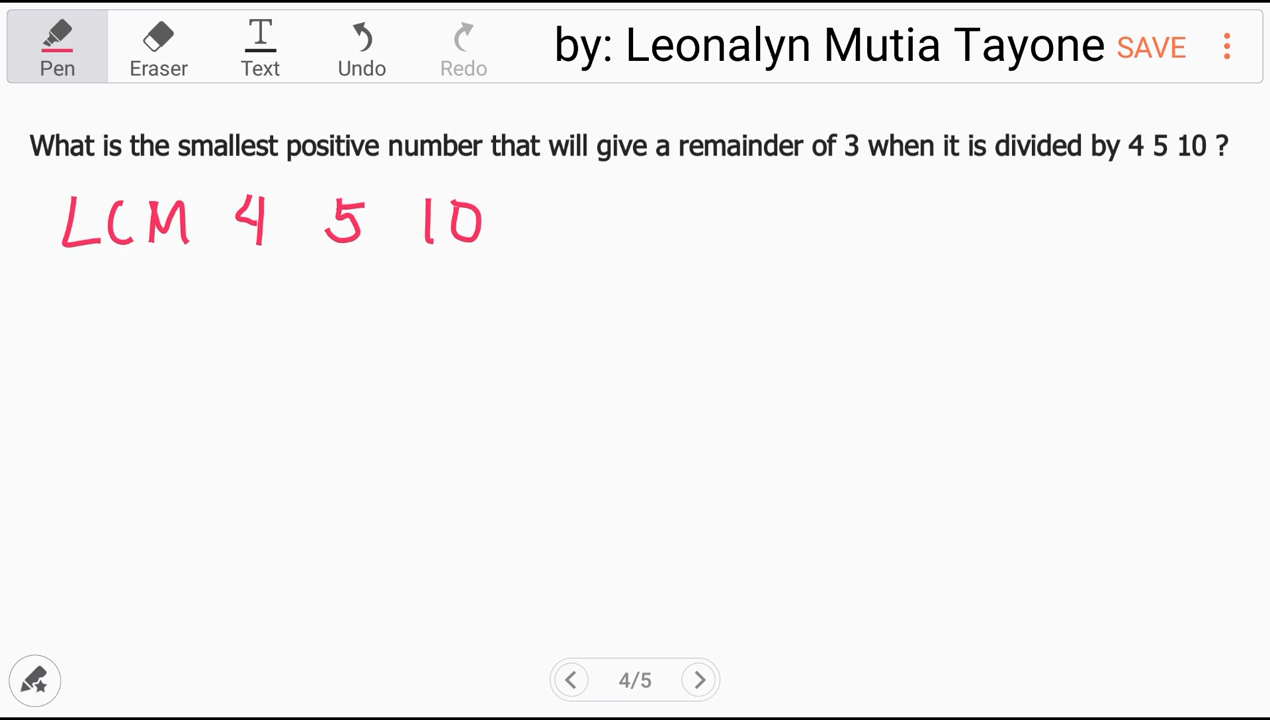 by: Leonalyn Mutia Tayone SAVE
Pen Eraser Text Undo Redo
What is the smallest positive number that will give a remainder of 3 when it is divided by 4 5 10 ?
LCM 4 5 10
4/5